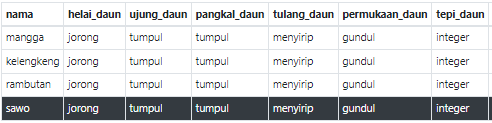 nama helai_daun ujung_daun pangkal_daun tulang_daun permukaan_daun tepi_daun
mangga jorong tumpul tumpul menyirip gundul integer
kelengkeng jorong tumpul tumpul menyirip gundul integer
rambutan jorong tumpul tumpul menyirip gundul integer
sawo jorong tumpul tumpul menyirip gundul integer